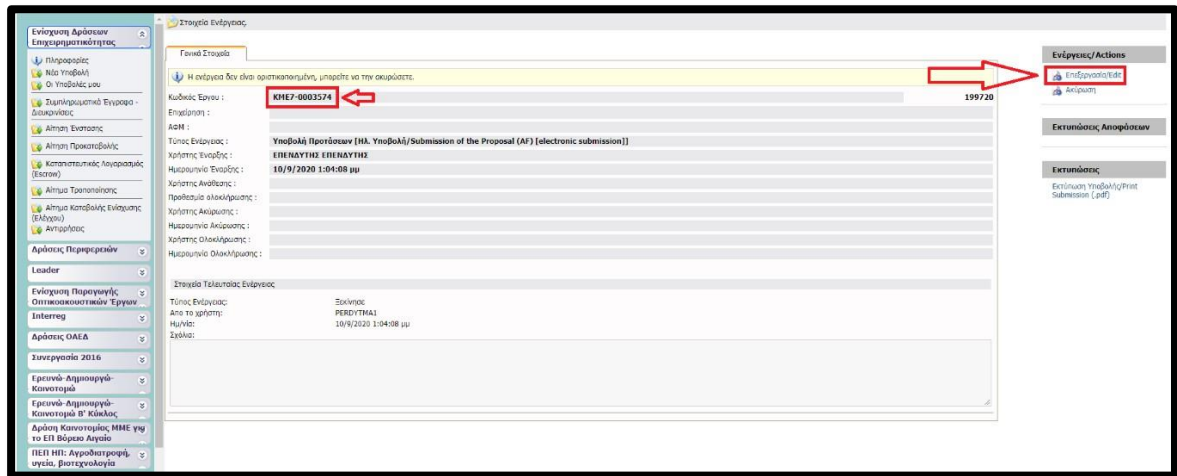 Ενίσχυση Δράσεων
Επιχειρηματικότητας
Πληροφορίες
Νέα Υποβολή
Οι Υποβολές μου
Συμπληρωματικά Έγγραφα -
Διευκρινίσεις
Αίτηση Ένστασης
Αίτηση Προκαταβολής
Καταπιστευτικός Λογαριασμός
(Escrow)
Αίτημα Τροποποίησης
Αίτημα Καταβολής Ενίσχυσης
(Ελέγχου)
Αντιρρήσεις
Δράσεις Περιφερειών
Leader
Ενίσχυση Παραγωγής
Οπτικοακουστικών Έργων
Interreg
Δράσεις ΟΑΕΔ
Συνεργασία 2016
Ερευνώ-Δημιουργώ-
Καινοτομώ
Ερευνώ-Δημιουργώ-
Καινοτομώ Β' Κύκλος
Δράση Καινοτομίας ΜΜΕ για
το ΕΠ Βόρειο Αιγαίο
ΠΕΠ ΗΠ: Αγροδιατροφή,
υγεία, βιοτεχνολογία
Στοιχεία Ενέργειας.
Γενικά Στοιχεία
Η ενέργεια δεν είναι οριστικοποιημένη, μπορείτε να την ακυρώσετε.
Κωδικός Έργου : ΚΜΕ7-0003574 199720
Επιχείρηση :
ΑΦΜ :
Τύπος Ενέργειας : Υποβολή Προτάσεων [Ηλ. Υποβολή/Submission of the Proposal (AF) [electronic submission]]
Χρήστης Έναρξης : ΕΠΕΝΔΥΤΗΣ ΕΠΕΝΔΥΤΗΣ
Ημερομηνία Έναρξης : 10/9/2020 1:04:08 μμ
Χρήστης Ανάθεσης :
Προθεσμία ολοκλήρωσης :
Χρήστης Ακύρωσης :
Ημερομηνία Ακύρωσης :
Χρήστης Ολοκλήρωσης :
Ημερομηνία Ολοκλήρωσης :
Στοιχεία Τελευταίας Ενέργειας
Τύπος Ενέργειας: Ξεκίνησε
Απο το χρήστη: PERDYTMA1
Ημ/νία: 10/9/2020 1:04:08 μμ
Σχόλια:
Ενέργειες/Actions
Επεξεργασία/Edit
Ακύρωση
Εκτυπώσεις Αποφάσεων
Εκτυπώσεις
Εκτύπωση Υποβολής/Print
Submission (.pdf)